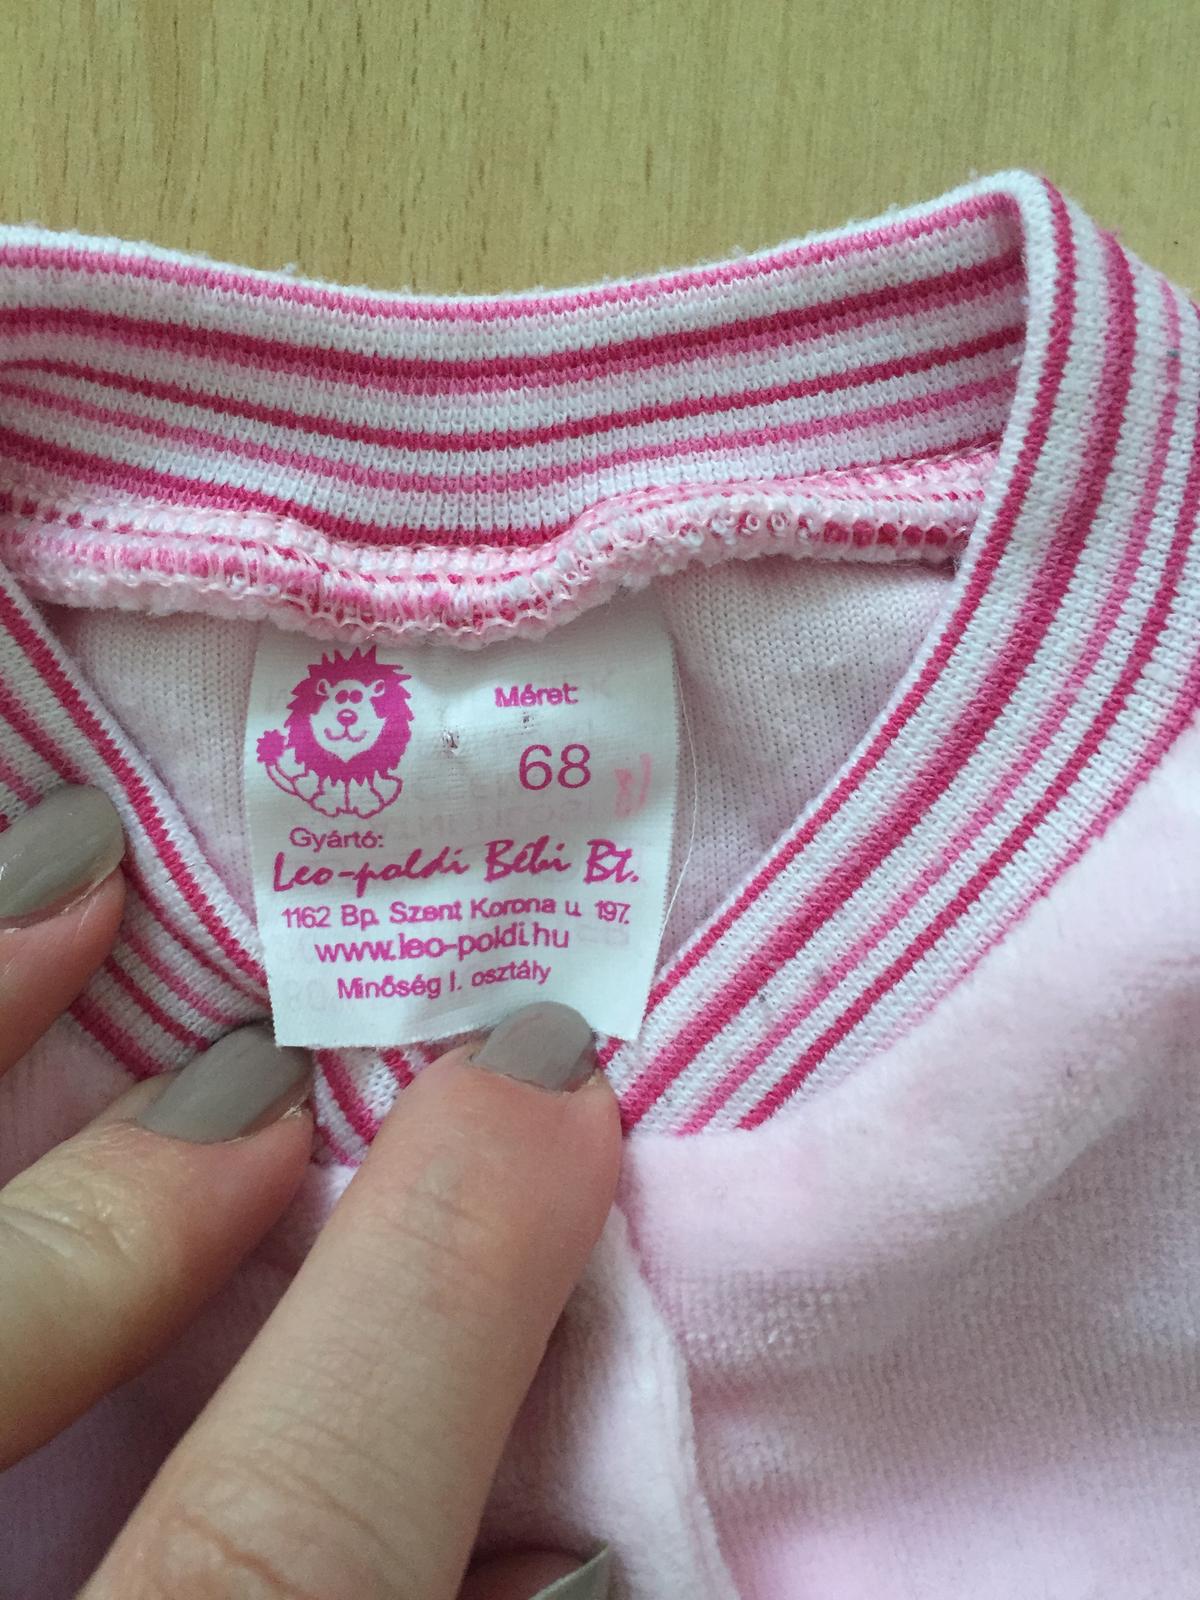 Méret:
68
Gyártó:
Leo-poldi Bébi Bt.
1162 Bp. Szent Korona u. 197.
www.leo-poldi.hu
Minőség I. osztály